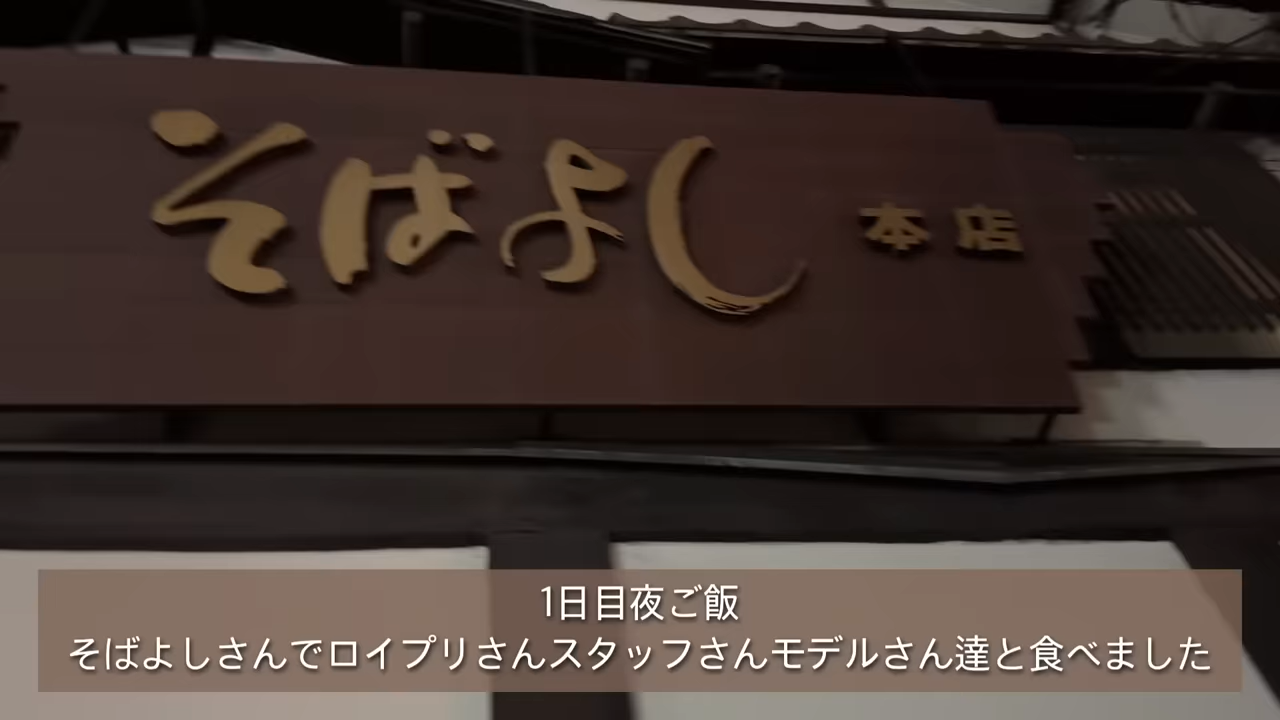 そばよし 本店
1日目夜ご飯
そばよしさんでロイプリさんスタッフさんモデルさん達と食べました